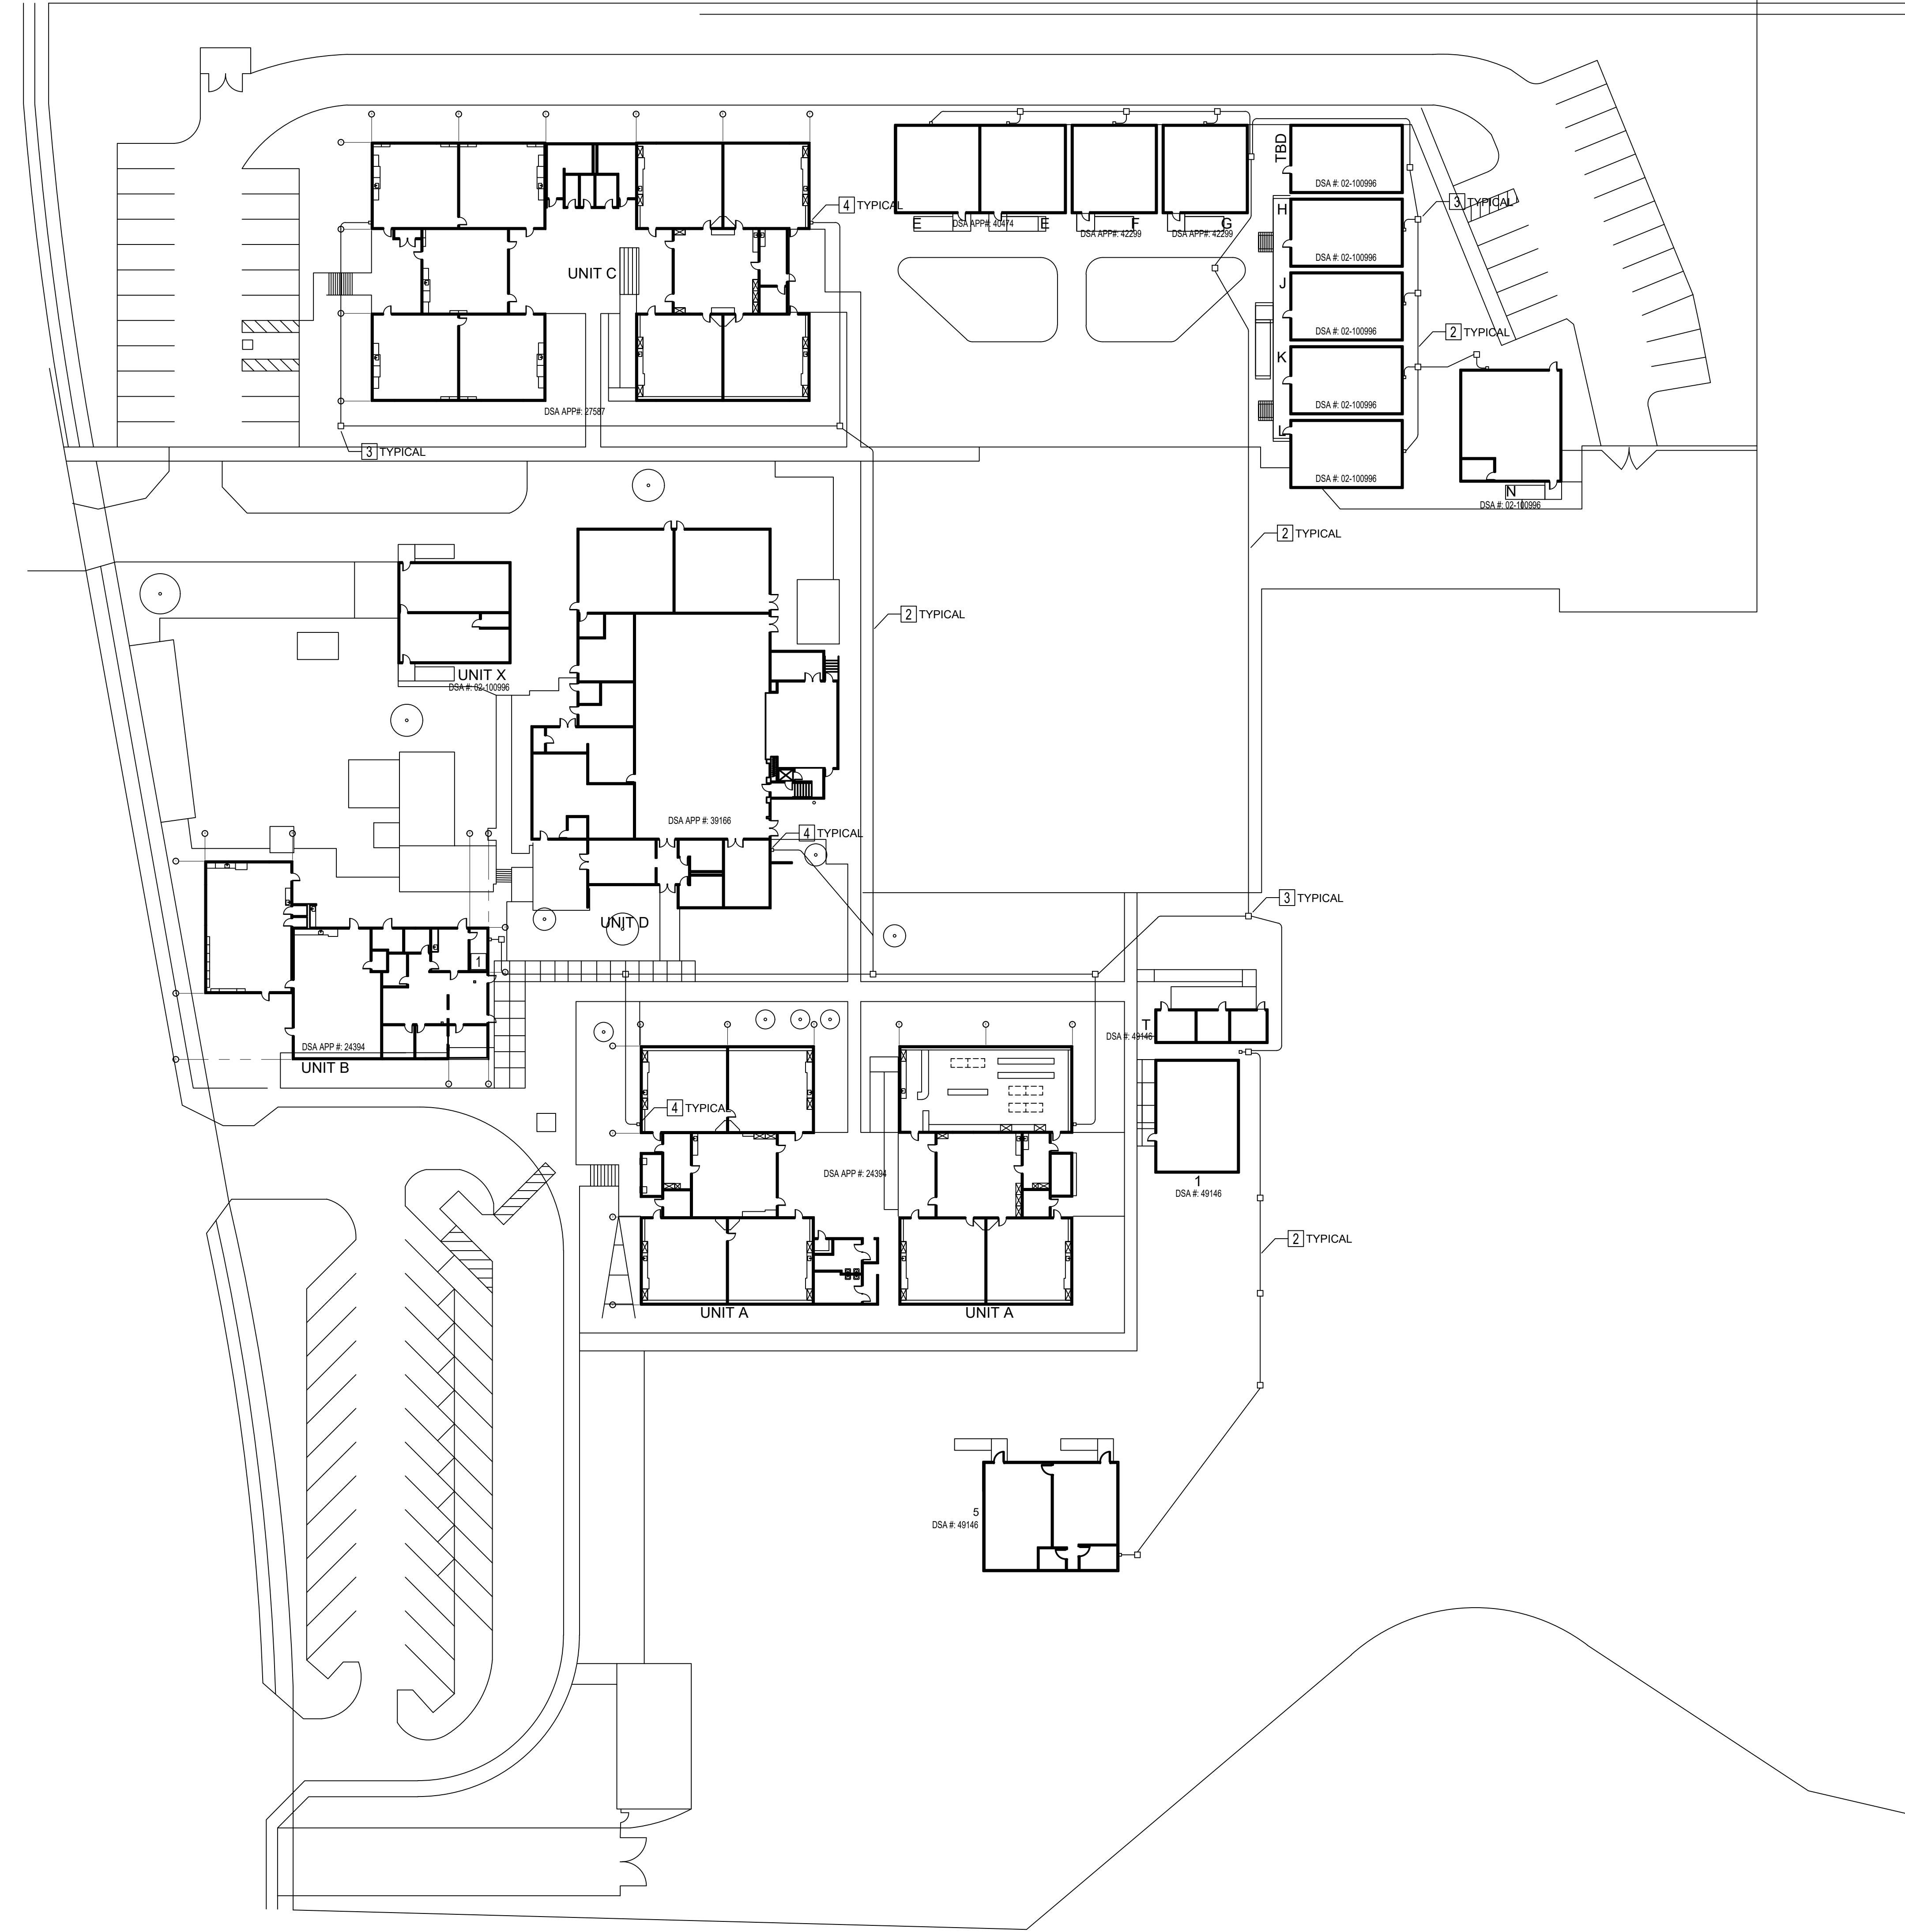 TBD
DSA #: 02-100996
4 TYPICAL
3 TYPICAL
H
E
DSA APP#: 40474
E
F
DSA APP#: 42299
G
DSA APP#: 42299
DSA #: 02-100996
UNIT C
J
DSA #: 02-100996
2 TYPICAL
K
DSA #: 02-100996
DSA APP#: 27587
L
3 TYPICAL
DSA #: 02-100996
N
DSA #: 02-100996
2 TYPICAL
2 TYPICAL
UNIT X
DSA #: 02-100996
DSA APP #: 39166
4 TYPICAL
3 TYPICAL
UNIT D
1
T
DSA #: 49146
DSA APP #: 24394
UNIT B
4 TYPICAL
DSA APP #: 24394
1
DSA #: 49146
2 TYPICAL
UNIT A
UNIT A
5
DSA #: 49146